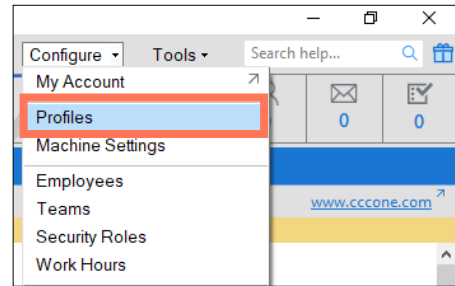 Configure Tools Search help...
My Account
0 0
Profiles
Machine Settings
Employees
www.cccone.com
Teams
Security Roles
Work Hours